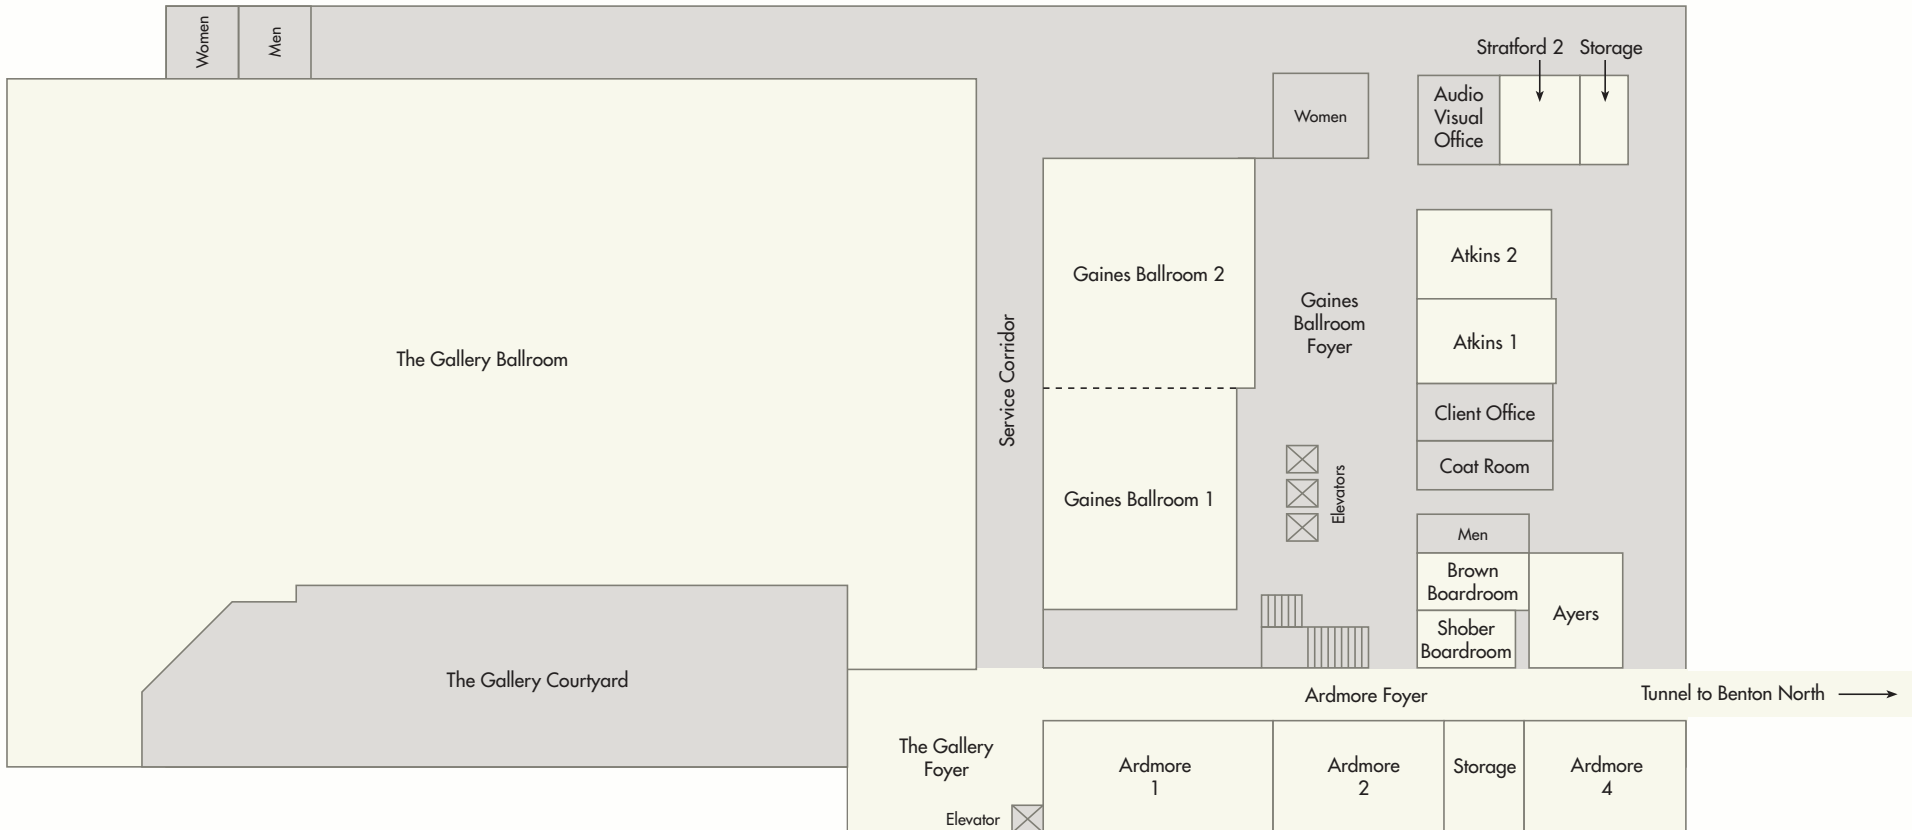 Women
Men
Stratford 2
Storage
Women
Audio
Visual
Office
Gaines Ballroom 2
Atkins 2
Gaines
Ballroom
Foyer
Atkins 1
The Gallery Ballroom
Service Corridor
Client Office
Coat Room
Gaines Ballroom 1
Elevators
Men
Brown
Boardroom
Ayers
Shober
Boardroom
The Gallery Courtyard
Ardmore Foyer
Tunnel to Benton North
The Gallery
Foyer
Ardmore
1
Ardmore
2
Storage
Ardmore
4
Elevator